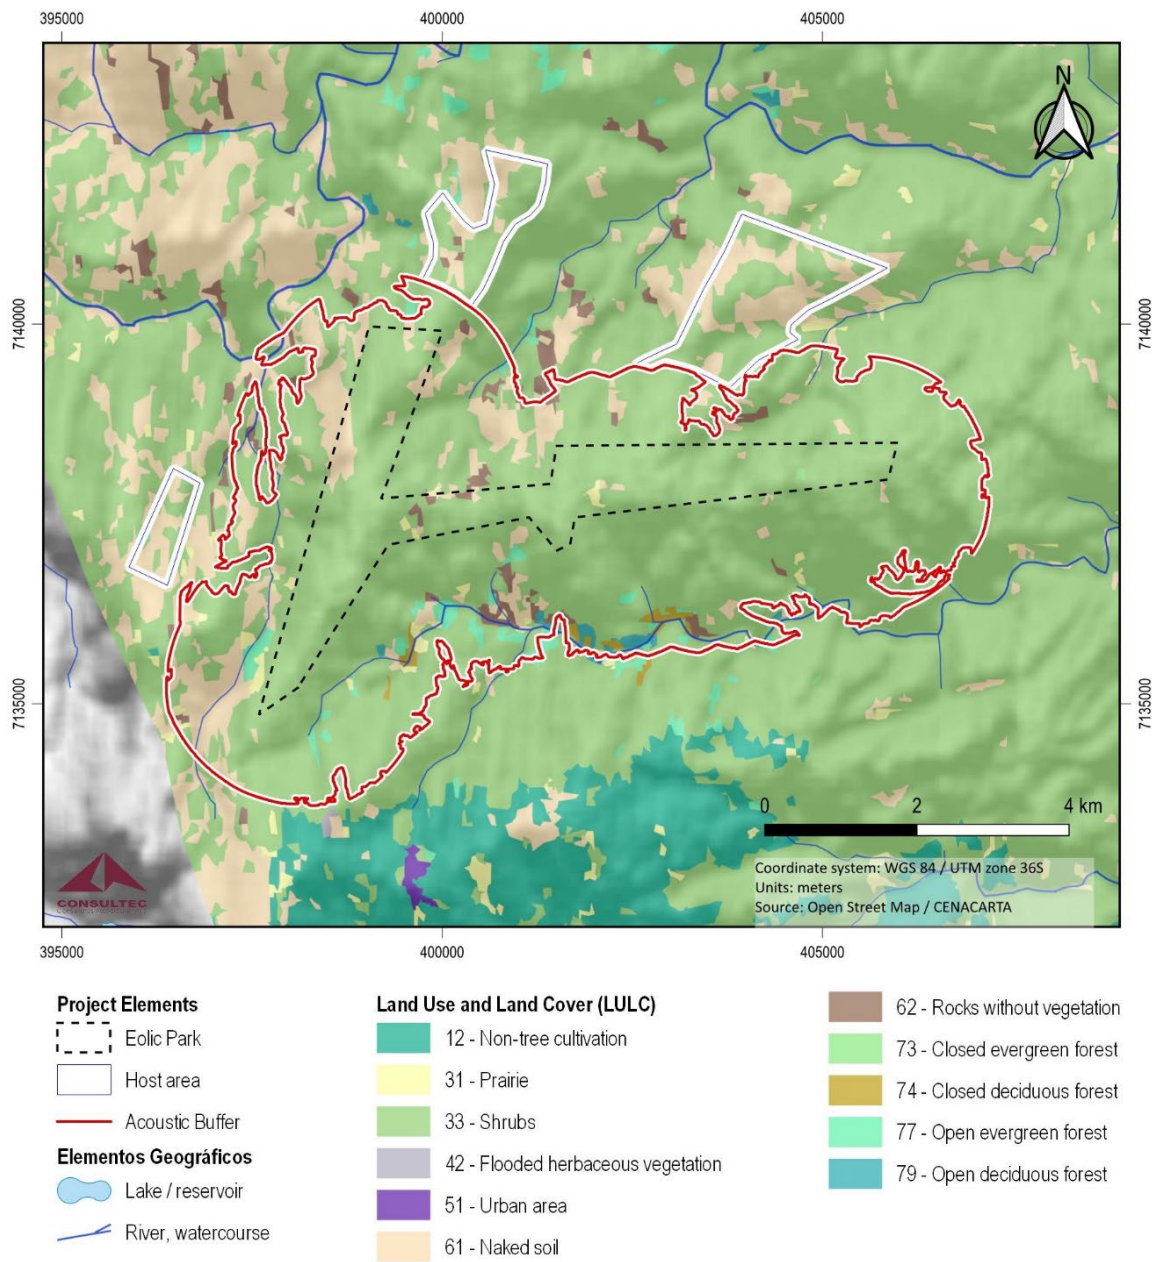 395000 400000 405000
N
7140000 7140000
7135000 7135000
0 2 4 km
Coordinate system: WGS 84 / UTM zone 36S
Units: meters
Source: Open Street Map / CENACARTA
CONSULTEC
395000 400000 405000
Project Elements
Eolic Park
Host area
Acoustic Buffer
Elementos Geográficos
Lake / reservoir
River, watercourse
Land Use and Land Cover (LULC)
12 - Non-tree cultivation
31 - Prairie
33 - Shrubs
42 - Flooded herbaceous vegetation
51 - Urban area
61 - Naked soil
62 - Rocks without vegetation
73 - Closed evergreen forest
74 - Closed deciduous forest
77 - Open evergreen forest
79 - Open deciduous forest